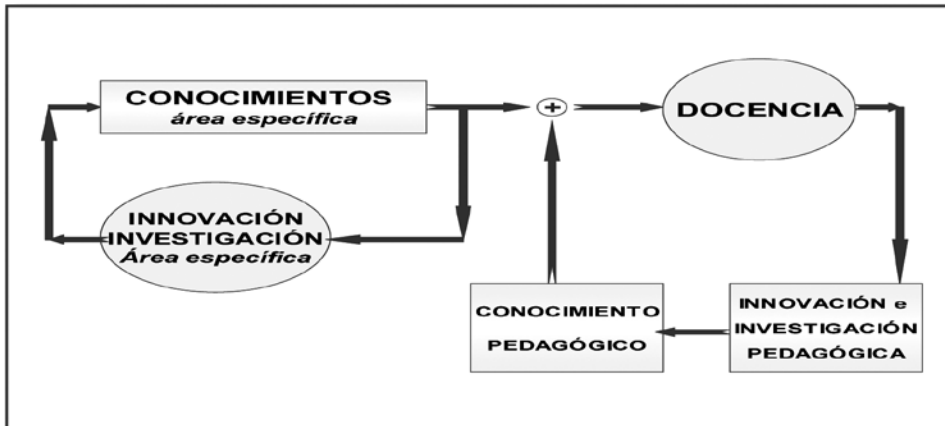 CONOCIMIENTOS
área específica
+
DOCENCIA
INNOVACIÓN
INVESTIGACIÓN
Área específica
CONOCIMIENTO
PEDAGÓGICO
INNOVACIÓN e
INVESTIGACIÓN
PEDAGÓGICA